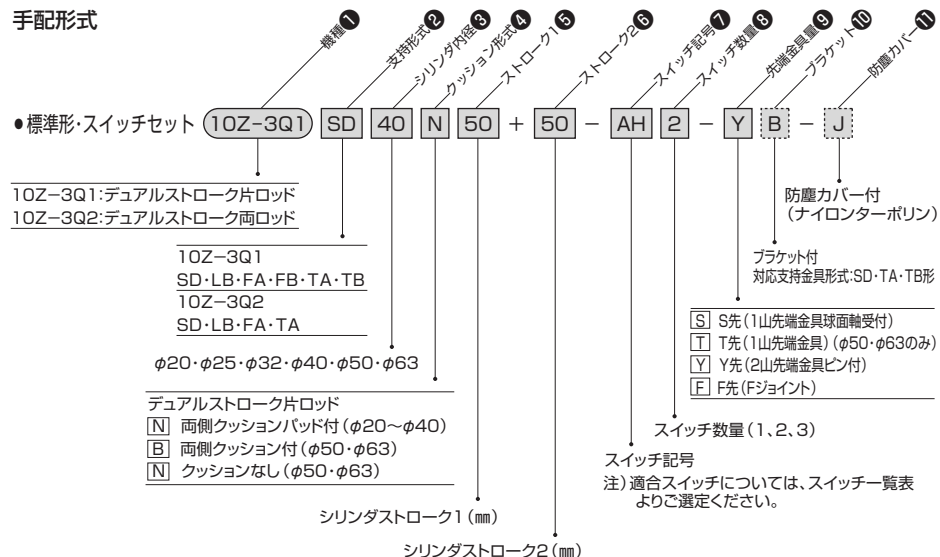 手配形式
機種❶
支持形式❷
シリンダ内径❸
クッション形式❹
ストローク1❺
ストローク2❻
スイッチ記号❼
スイッチ数量❽
先端金具量❾
ブラケット❿
防塵カバー⓫
●標準形・スイッチセット 10Z-3Q1 SD 40 N 50 + 50 - AH 2 - Y B - J
10Z-3Q1:デュアルストローク片ロッド
10Z-3Q2:デュアルストローク両ロッド
防塵カバー付
(ナイロンターポリン)
10Z-3Q1
SD・LB・FA・FB・TA・TB
10Z-3Q2
SD・LB・FA・TA
ブラケット付
対応支持金具形式:SD・TA・TB形
φ20・φ25・φ32・φ40・φ50・φ63
S S先(1山先端金具球面軸受付)
T T先(1山先端金具)(φ50・φ63のみ)
Y Y先(2山先端金具ピン付)
F F先(Fジョイント)
デュアルストローク片ロッド
N 両側クッションパッド付(φ20〜φ40)
B 両側クッション付(φ50・φ63)
N クッションなし(φ50・φ63)
スイッチ数量(1、2、3)
スイッチ記号
注)適合スイッチについては、スイッチ一覧表
よりご選定ください。
シリンダストローク1(㎜)
シリンダストローク2(㎜)